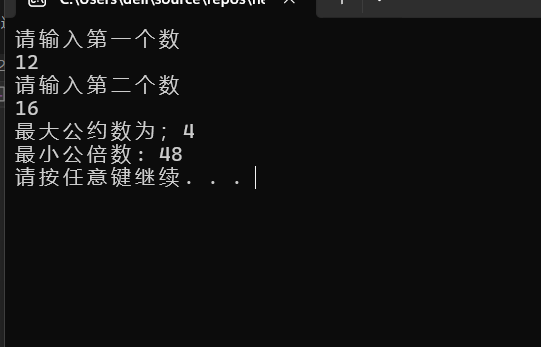 请输入第一个数
12
请输入第二个数
16
最大公约数为；4
最小公倍数：48
请按任意键继续. . .